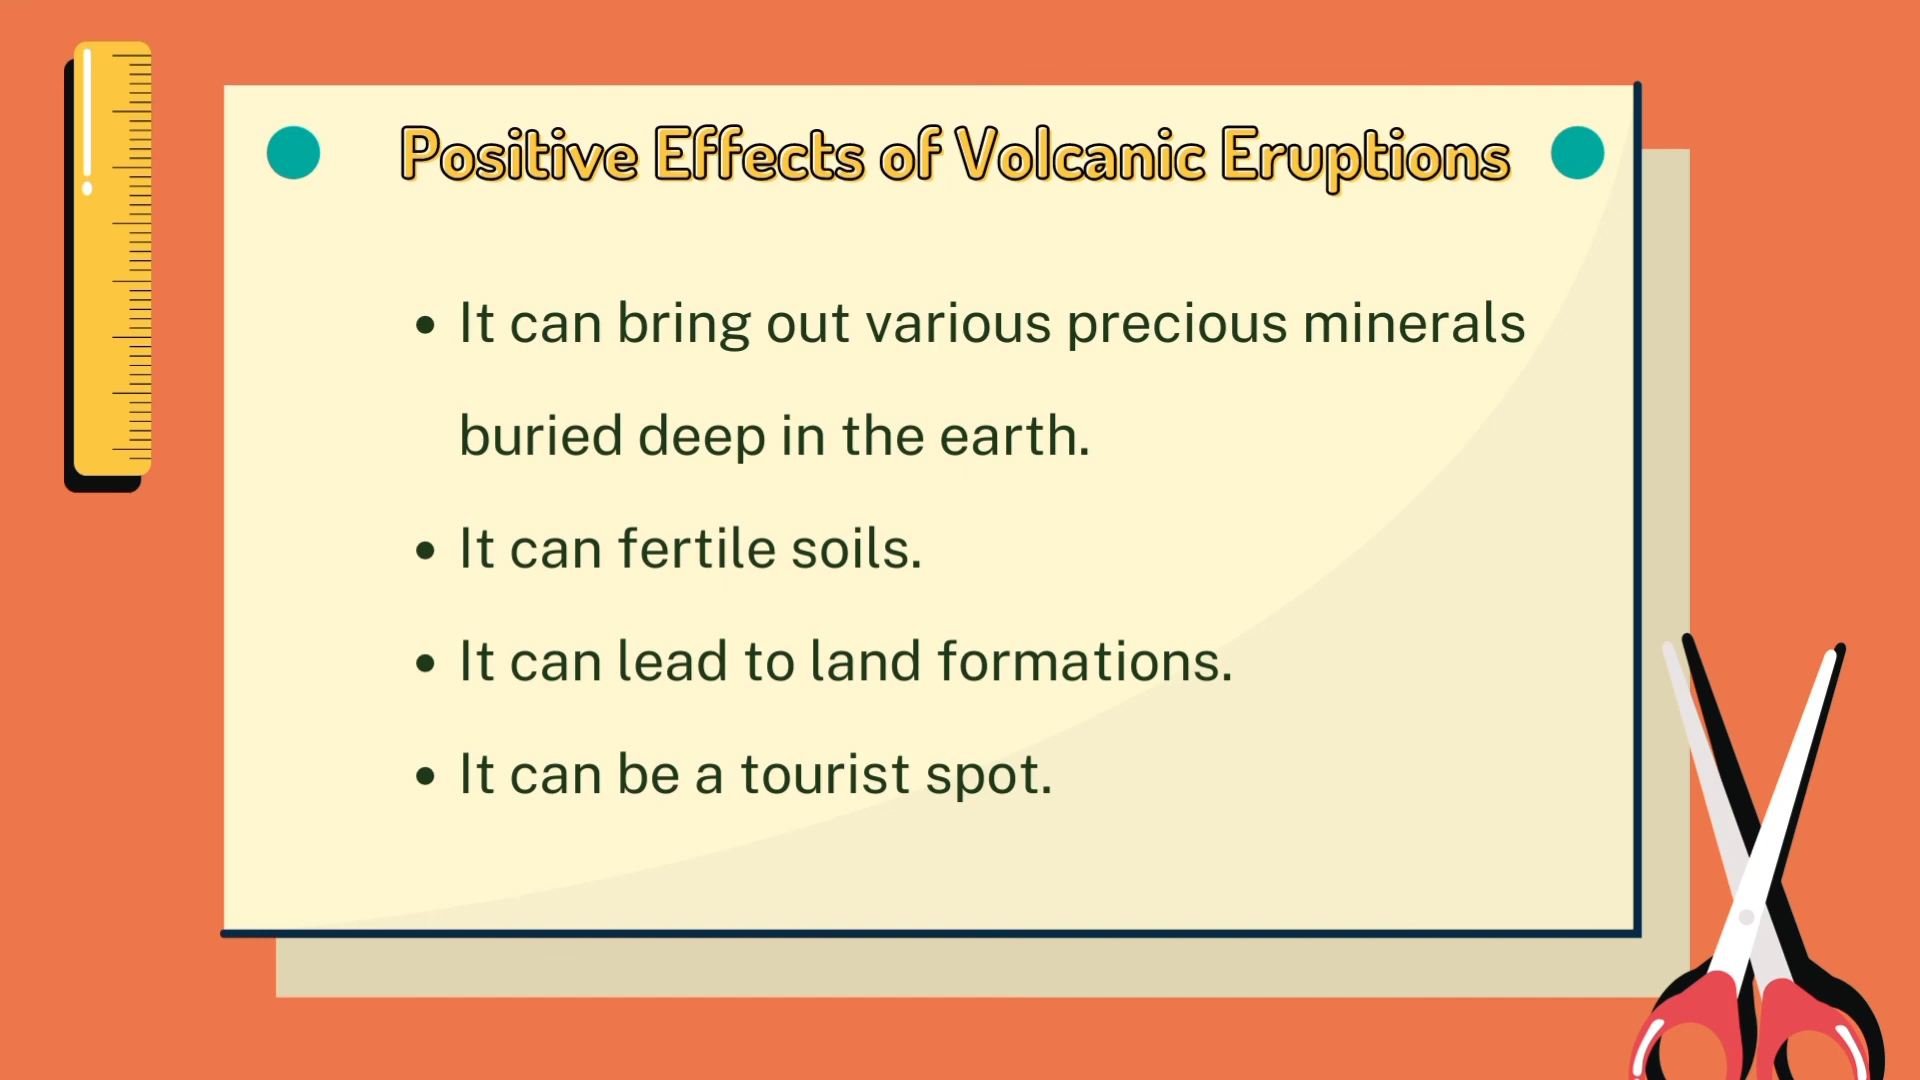 Positive Effects of Volcanic Eruptions
• It can bring out various precious minerals
buried deep in the earth.
• It can fertile soils.
• It can lead to land formations.
• It can be a tourist spot.